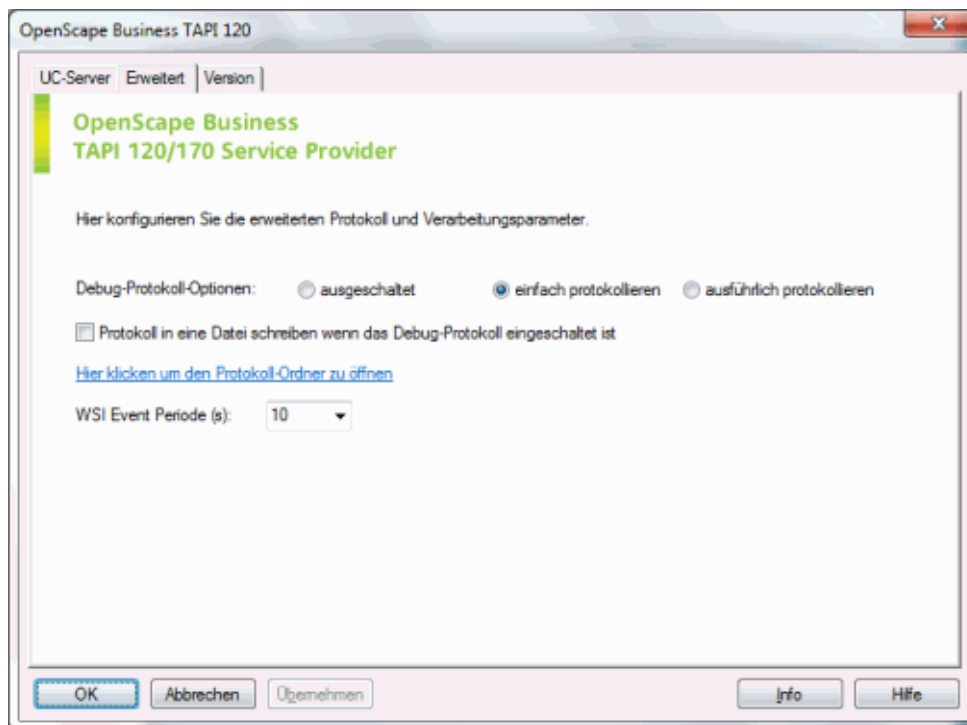 OpenScape Business TAPI 120
UC-Server Erweitert Version
OpenScape Business
TAPI 120/170 Service Provider
Hier konfigurieren Sie die erweiterten Protokoll und Verarbeitungsparameter.
Debug-Protokoll-Optionen: ausgeschaltet einfach protokollieren ausführlich protokollieren
Protokoll in eine Datei schreiben wenn das Debug-Protokoll eingeschaltet ist
Hier klicken um den Protokoll-Ordner zu öffnen
WSI Event Periode (s): 10
OK Abbrechen Übernehmen Info Hilfe